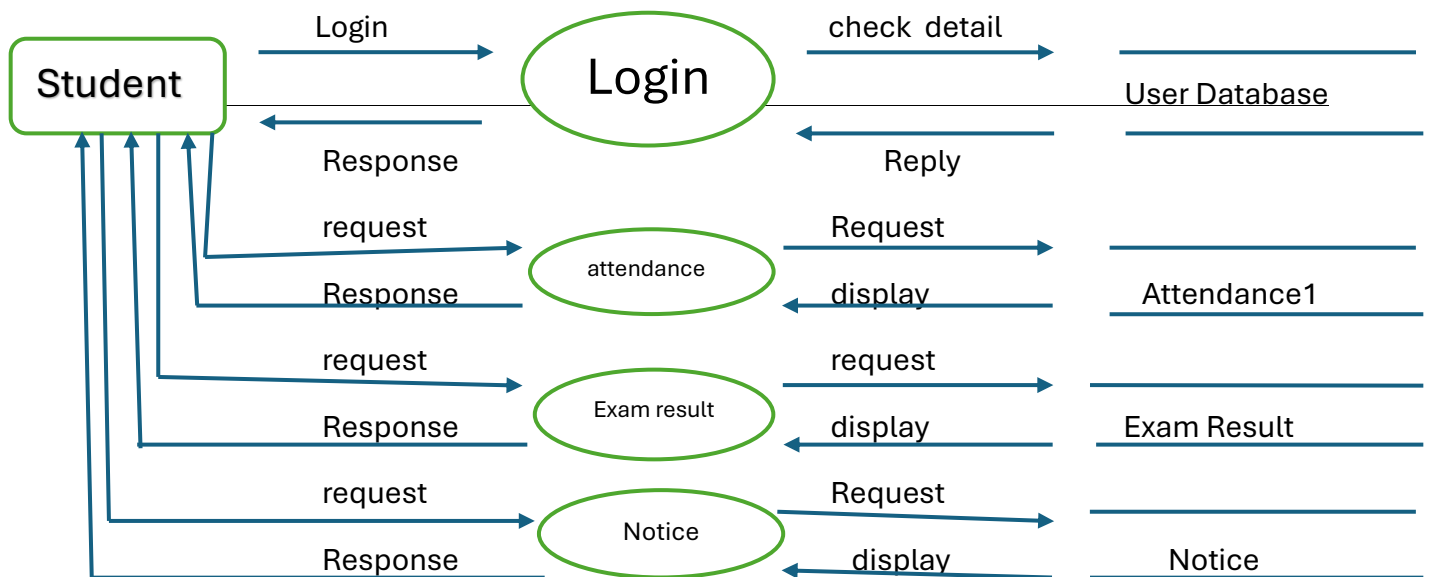 Login
check detail
Student
Login
User Database
Response
Reply
request
Request
attendance
Response
display
Attendance1
request
request
Exam result
Response
display
Exam Result
request
Request
Notice
Response
display
Notice